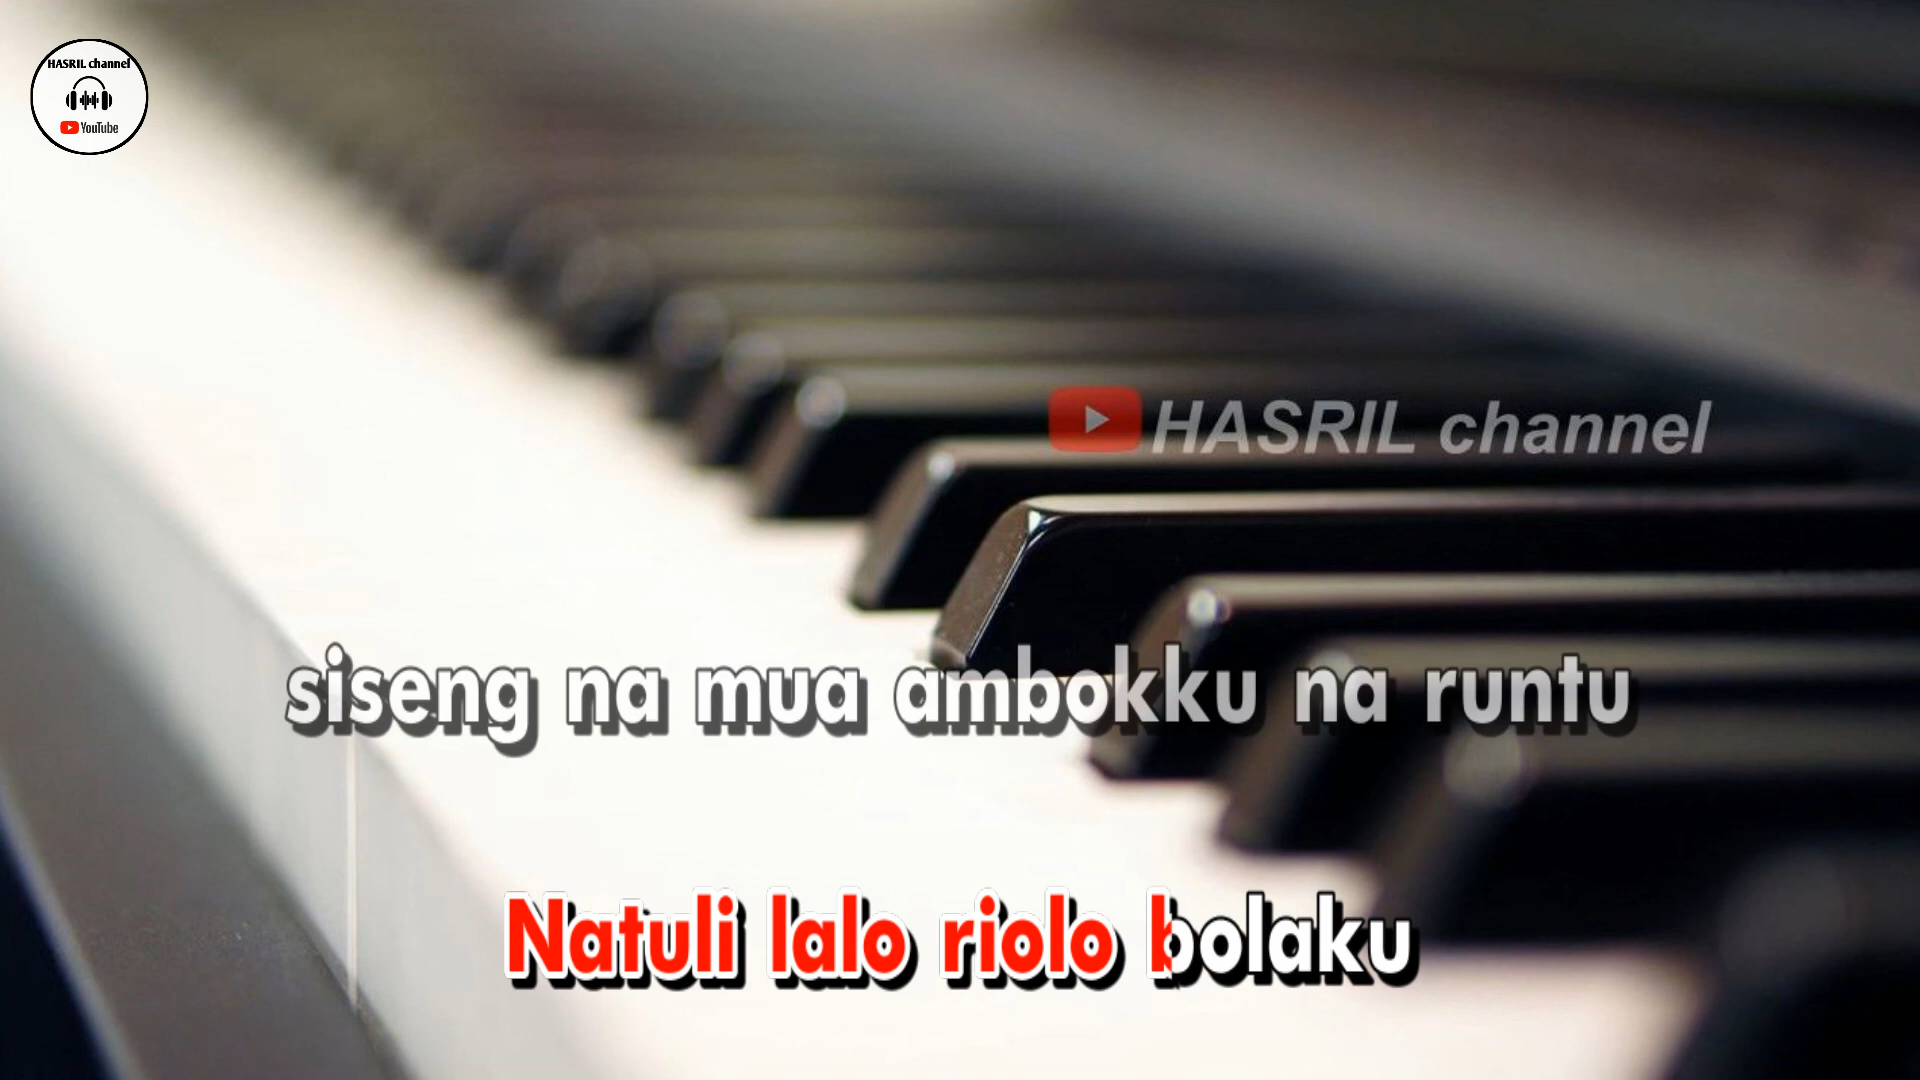 HASRIL channel
YouTube
HASRIL channel
siseng na mua ambokku na runtu
Natuli lalo riolo bolaku